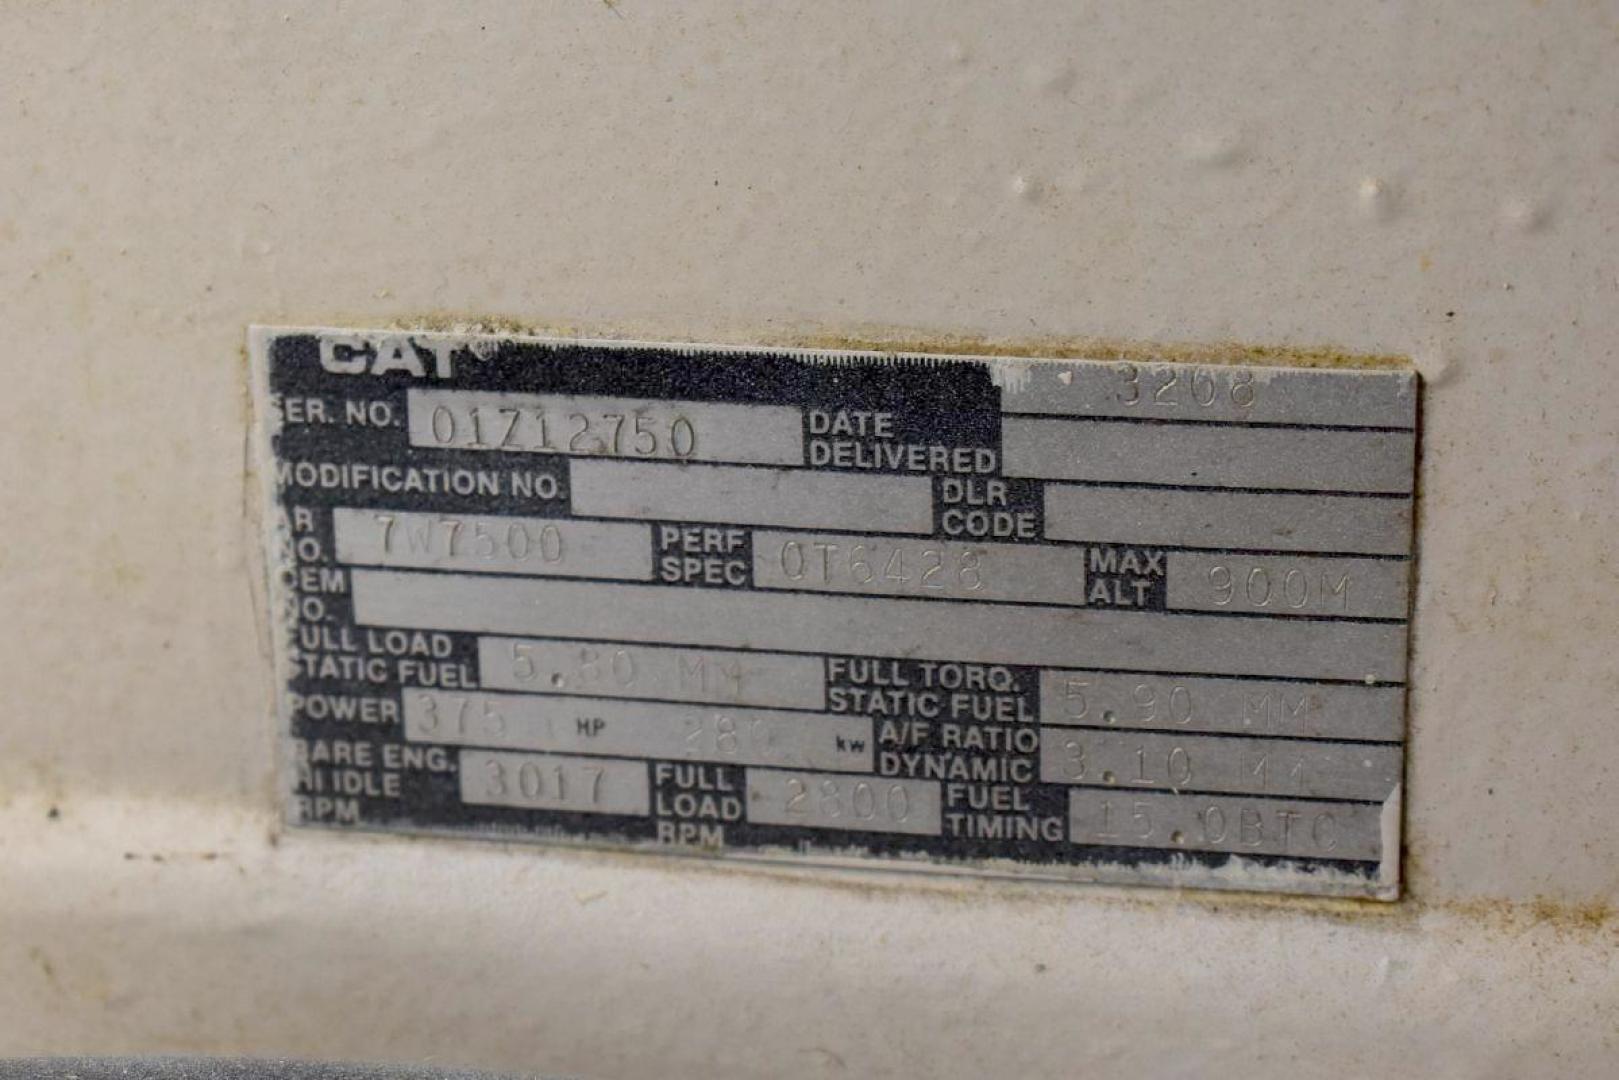 CAT®
3208
SER. NO. 01Z12750 DATE DELIVERED
MODIFICATION NO. DLR CODE
AR NO. 7W7500 PERF SPEC 0T6428 MAX ALT 900M
OEM NO.
FULL LOAD STATIC FUEL 5.80 MM FULL TORQ. STATIC FUEL 5.90 MM
POWER 375 HP 280 kw A/F RATIO DYNAMIC 3.10 MM
BARE ENG. HI IDLE RPM 3017 FULL LOAD RPM 2800 FUEL TIMING 15.0BTC